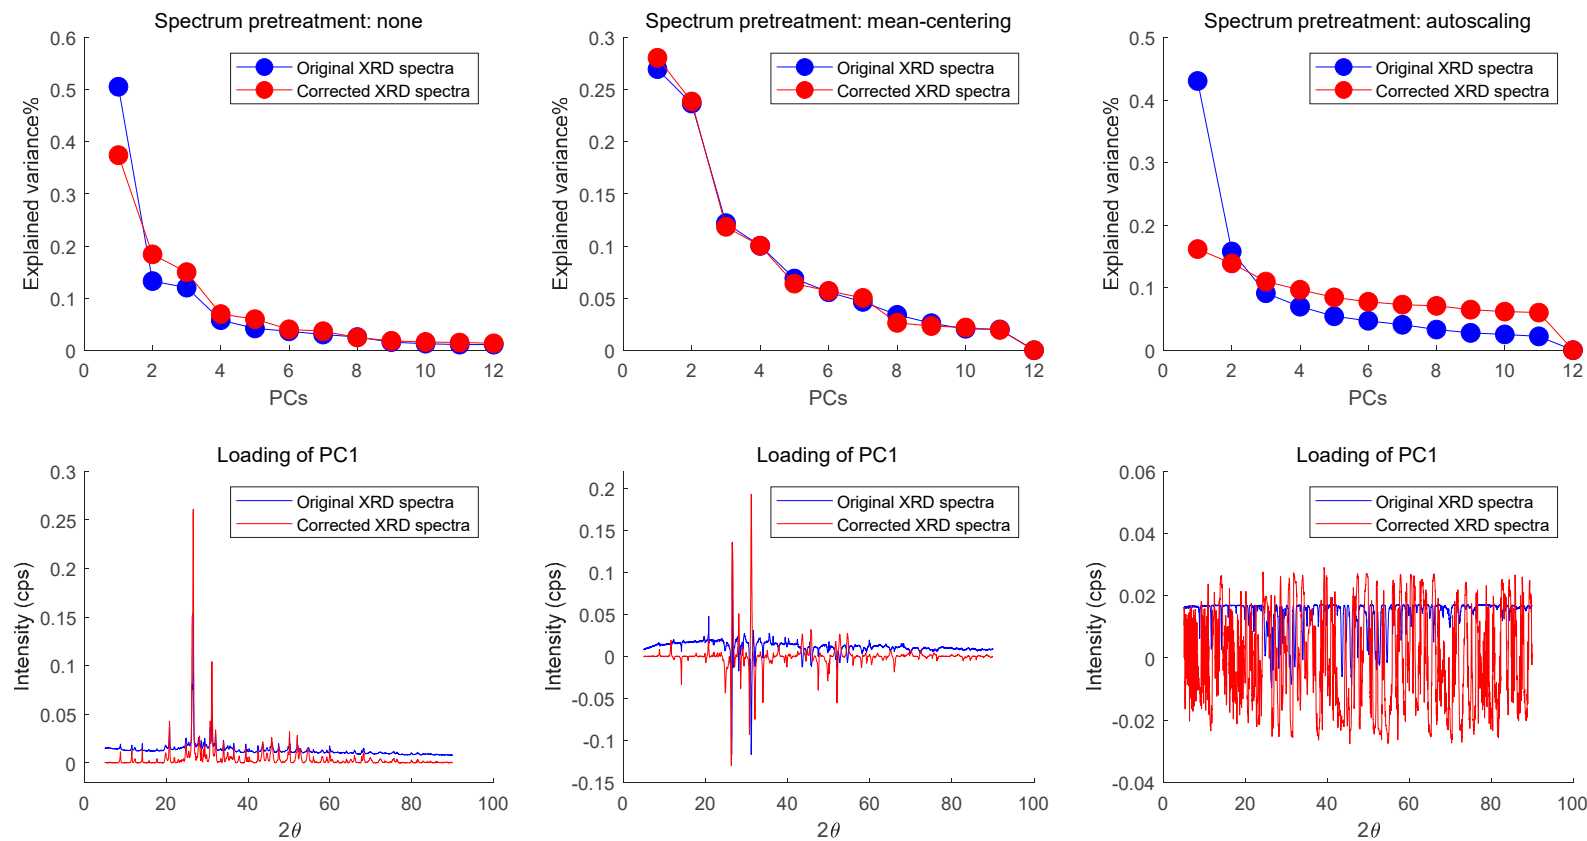 Spectrum pretreatment: none
0.6
0.5
0.4
0.3
0.2
0.1
0
Explained variance%
Original XRD spectra
Corrected XRD spectra
0 2 4 6 8 10 12
PCs
Spectrum pretreatment: mean-centering
0.3
0.25
0.2
0.15
0.1
0.05
0
Explained variance%
Original XRD spectra
Corrected XRD spectra
0 2 4 6 8 10 12
PCs
Spectrum pretreatment: autoscaling
0.5
0.4
0.3
0.2
0.1
0
Explained variance%
Original XRD spectra
Corrected XRD spectra
0 2 4 6 8 10 12
PCs
Loading of PC1
0.3
0.25
0.2
0.15
0.1
0.05
0
Intensity (cps)
Original XRD spectra
Corrected XRD spectra
0 20 40 60 80 100
2θ
Loading of PC1
0.2
0.15
0.1
0.05
0
-0.05
-0.1
-0.15
Intensity (cps)
Original XRD spectra
Corrected XRD spectra
0 20 40 60 80 100
2θ
Loading of PC1
0.06
0.04
0.02
0
-0.02
-0.04
Intensity (cps)
Original XRD spectra
Corrected XRD spectra
0 20 40 60 80 100
2θ